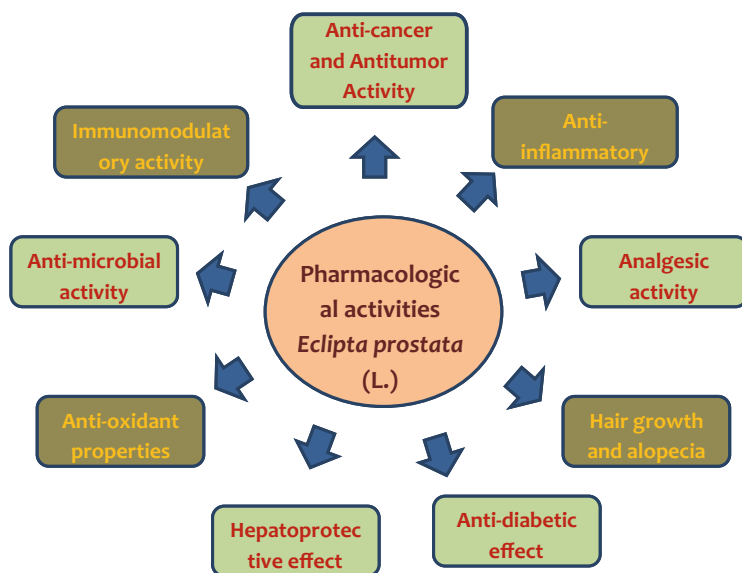 Anti-cancer
and Antitumor
Activity
Anti-
inflammatory
Immunomodulat
ory activity
Anti-microbial
activity
Pharmacologic
al activities
Eclipta prostata
(L.)
Analgesic
activity
Anti-oxidant
properties
Hair growth
and alopecia
Hepatoprotec
tive effect
Anti-diabetic
effect